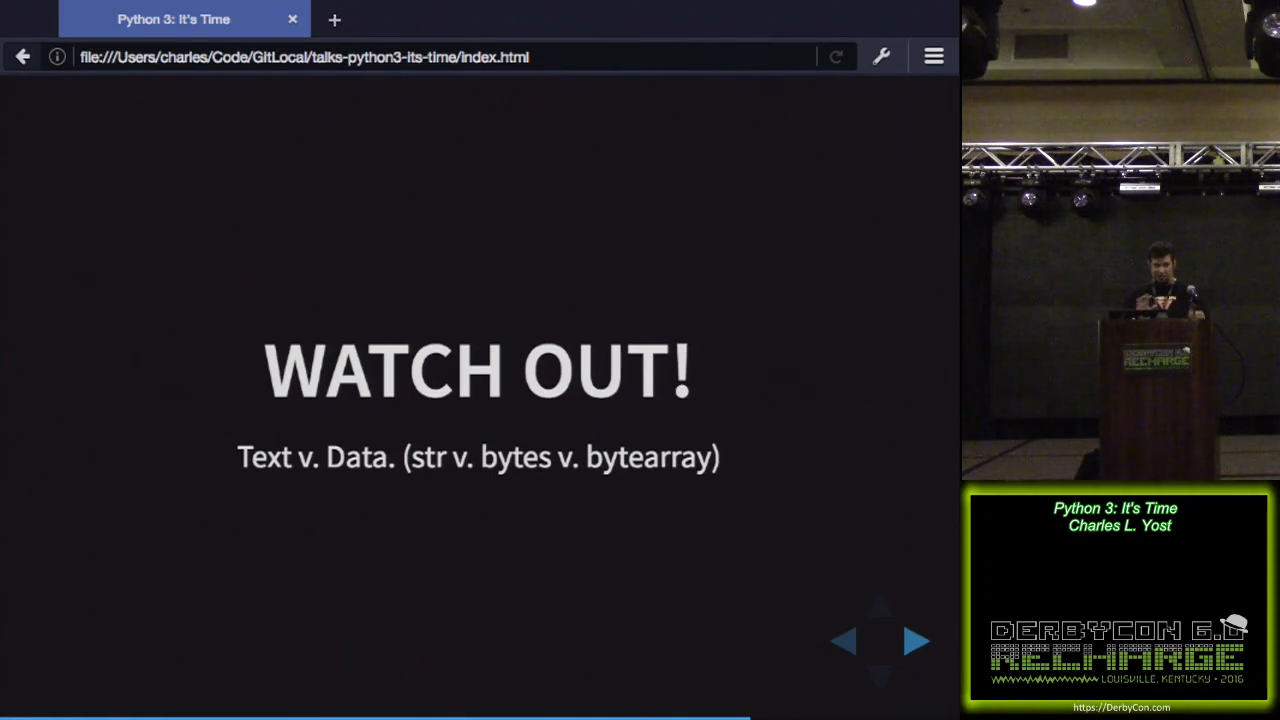 Python 3: It's Time
file:///Users/charles/Code/GitLocal/talks-python3-its-time/index.html
WATCH OUT!
Text v. Data. (str v. bytes v. bytearray)
DERBYCON
RECHARGE
Python 3: It's Time
Charles L. Yost
DERBYCON 6.0
RECHARGE
LOUISVILLE, KENTUCKY • 2016
https://DerbyCon.com